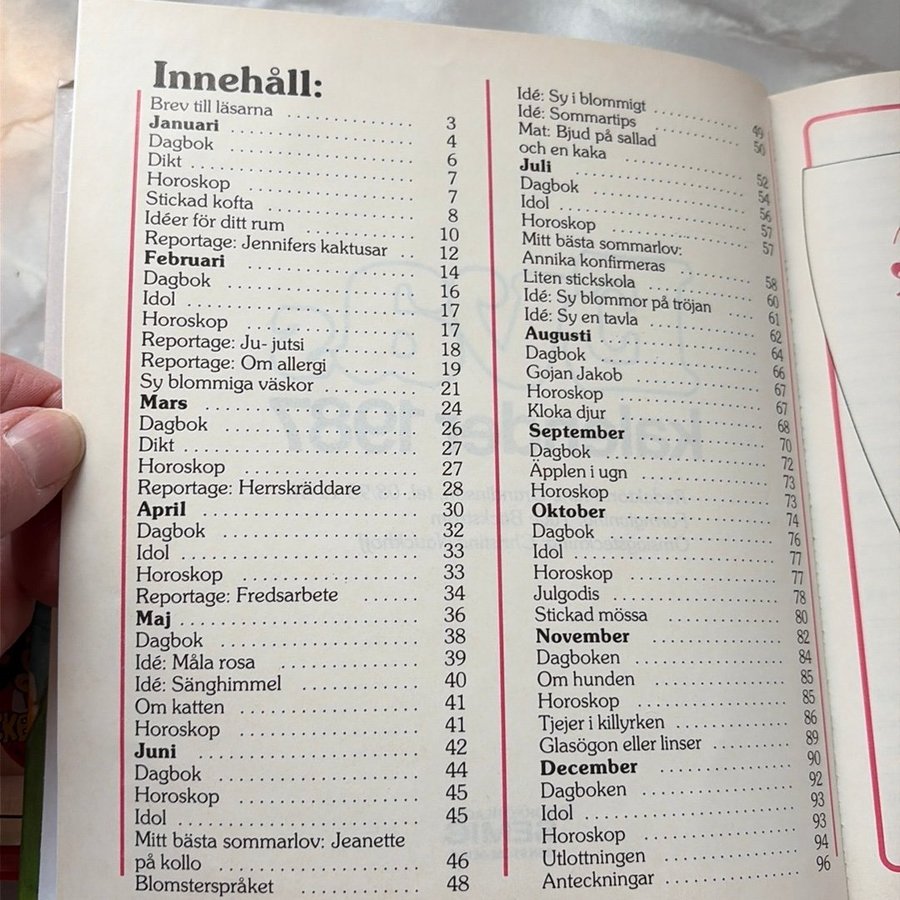 Innehåll:
Brev till läsarna ............ 3
Januari ............ 4
Dagbok ............ 6
Dikt ............ 7
Horoskop ............ 7
Stickad kofta ............ 8
Idéer för ditt rum ............ 10
Reportage: Jennifers kaktusar .. 12
Februari ............ 14
Dagbok ............ 16
Idol ............ 17
Horoskop ............ 17
Reportage: Ju- jutsi ............ 18
Reportage: Om allergi ............ 19
Sy blommiga väskor ............ 21
Mars ............ 24
Dagbok ............ 26
Dikt ............ 27
Horoskop ............ 27
Reportage: Herrskräddare ...... 28
April ............ 30
Dagbok ............ 32
Idol ............ 33
Horoskop ............ 33
Reportage: Fredsarbete ...... 34
Maj ............ 36
Dagbok ............ 38
Idé: Måla rosa ............ 39
Idé: Sänghimmel ............ 40
Om katten ............ 41
Horoskop ............ 41
Juni ............ 42
Dagbok ............ 44
Horoskop ............ 45
Idol ............ 45
Mitt bästa sommarlov: Jeanette
på kollo ............ 46
Blomsterspråket ............ 48
Idé: Sy i blommigt ............ 49
Idé: Sommartips ............ 50
Mat: Bjud på sallad
och en kaka ............ 52
Juli ............ 54
Dagbok ............ 56
Idol ............ 57
Horoskop ............ 57
Mitt bästa sommarlov:
Annika konfirmeras ............ 58
Liten stickskola ............ 60
Idé: Sy blommor på tröjan .... 61
Idé: Sy en tavla ............ 62
Augusti ............ 64
Dagbok ............ 66
Gojan Jakob ............ 67
Horoskop ............ 67
Kloka djur ............ 68
September ............ 70
Dagbok ............ 72
Äpplen i ugn ............ 73
Horoskop ............ 73
Oktober ............ 74
Dagbok ............ 76
Idol ............ 77
Horoskop ............ 77
Julgodis ............ 78
Stickad mössa ............ 80
November ............ 82
Dagboken ............ 84
Om hunden ............ 85
Horoskop ............ 85
Tjejer i killyrken ............ 86
Glasögon eller linser ............ 89
December ............ 90
Dagboken ............ 92
Idol ............ 93
Horoskop ............ 93
Utlottningen ............ 94
Anteckningar ............ 96